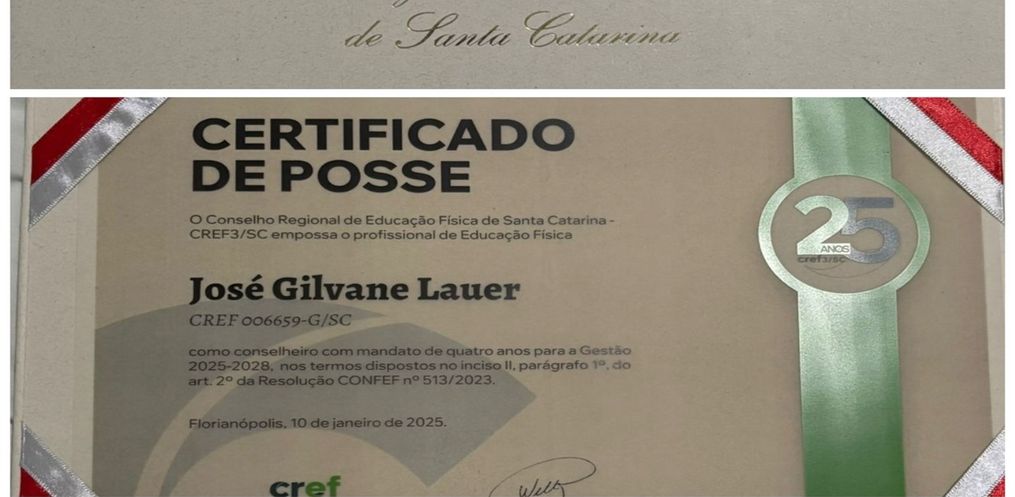 de Santa Catarina
CERTIFICADO
DE POSSE
O Conselho Regional de Educação Física de Santa Catarina -
CREF3/SC empossa o profissional de Educação Física
José Gilvane Lauer
CREF 006659-G/SC
como conselheiro com mandato de quatro anos para a Gestão
2025-2028, nos termos dispostos no inciso II, parágrafo 1º, do
art. 2º da Resolução CONFEF nº 513/2023.
Florianópolis, 10 de janeiro de 2025.
25
ANOS
cref3/SC
cref